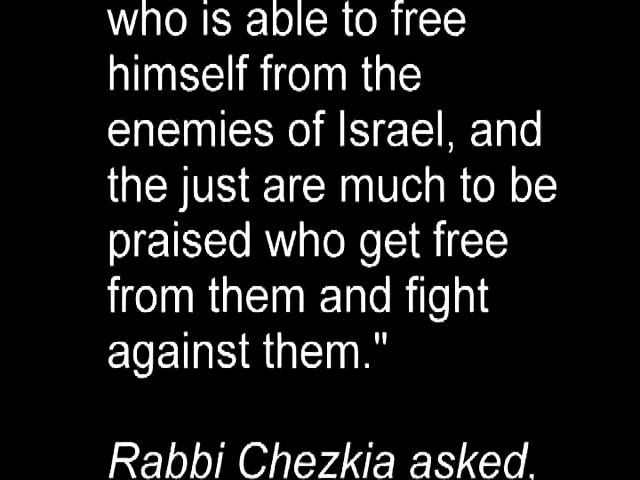 who is able to free
himself from the
enemies of Israel, and
the just are much to be
praised who get free
from them and fight
against them."
Rabbi Chezkia asked,